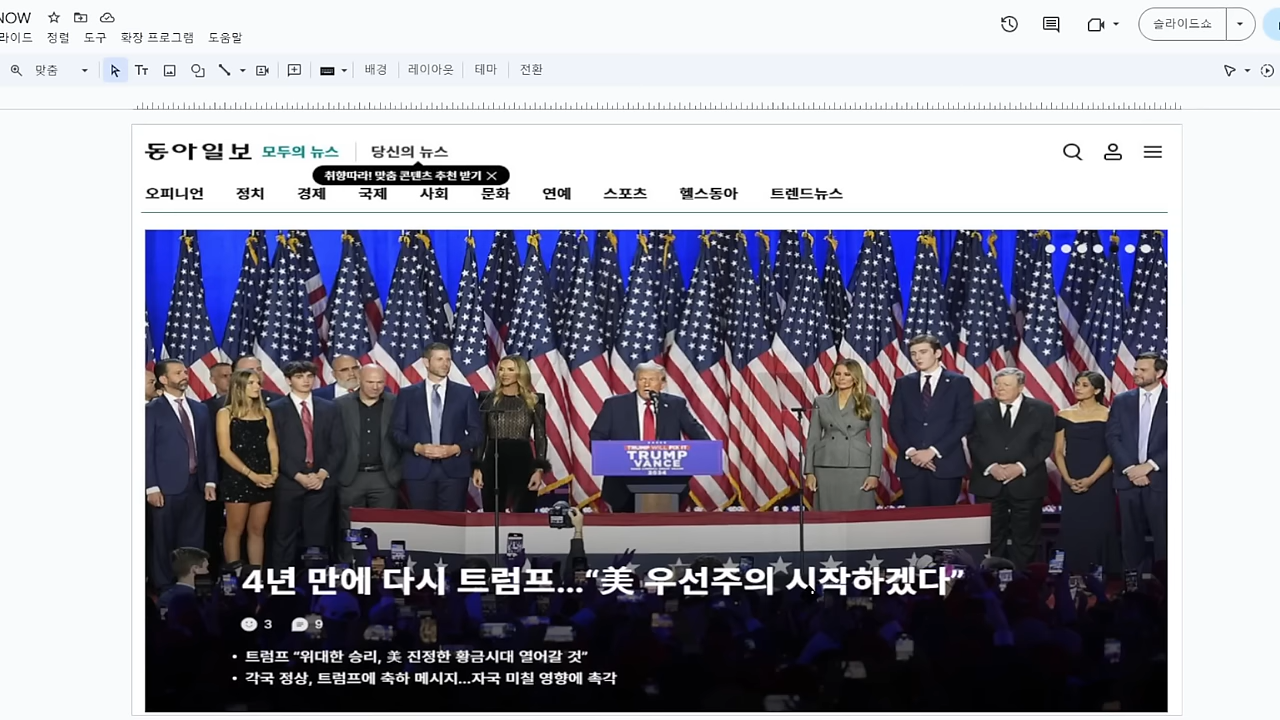 NOW
라이드 정렬 도구 확장 프로그램 도움말
슬라이드쇼
맞춤
배경 레이아웃 테마 전환
동아일보 모두의 뉴스 당신의 뉴스
취향따라! 맞춤 콘텐츠 추천 받기
오피니언 정치 경제 국제 사회 문화 연예 스포츠 헬스동아 트렌드뉴스
TRUMP WILL FIX IT
TRUMP
VANCE
2024
4년 만에 다시 트럼프…“美 우선주의 시작하겠다”
3 9
• 트럼프 “위대한 승리, 美 진정한 황금시대 열어갈 것”
• 각국 정상, 트럼프에 축하 메시지…자국 미칠 영향에 촉각